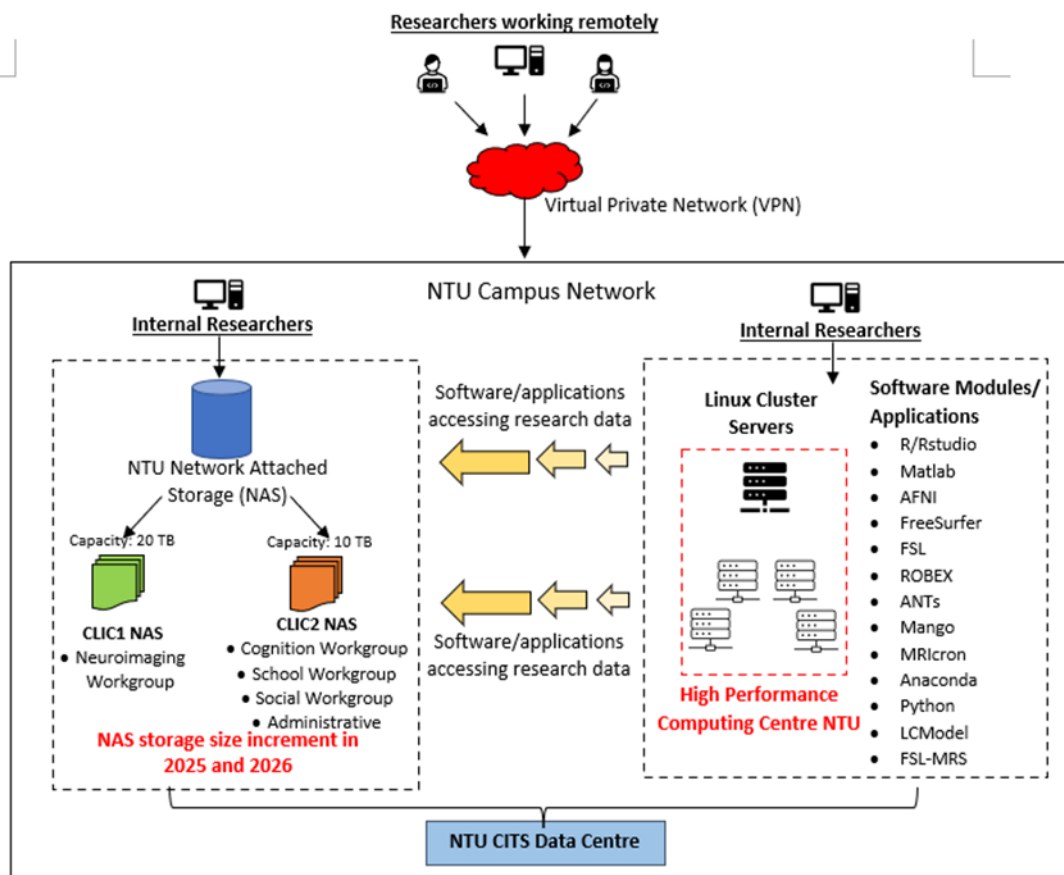 Researchers working remotely
Virtual Private Network (VPN)
NTU Campus Network
Internal Researchers
NTU Network Attached
Storage (NAS)
Capacity: 20 TB
CLIC1 NAS
• Neuroimaging
Workgroup
Capacity: 10 TB
CLIC2 NAS
• Cognition Workgroup
• School Workgroup
• Social Workgroup
• Administrative
NAS storage size increment in
2025 and 2026
Software/applications
accessing research data
Software/applications
accessing research data
Internal Researchers
Linux Cluster
Servers
High Performance
Computing Centre NTU
Software Modules/
Applications
• R/Rstudio
• Matlab
• AFNI
• FreeSurfer
• FSL
• ROBEX
• ANTs
• Mango
• MRIcron
• Anaconda
• Python
• LCModel
• FSL-MRS
NTU CITS Data Centre